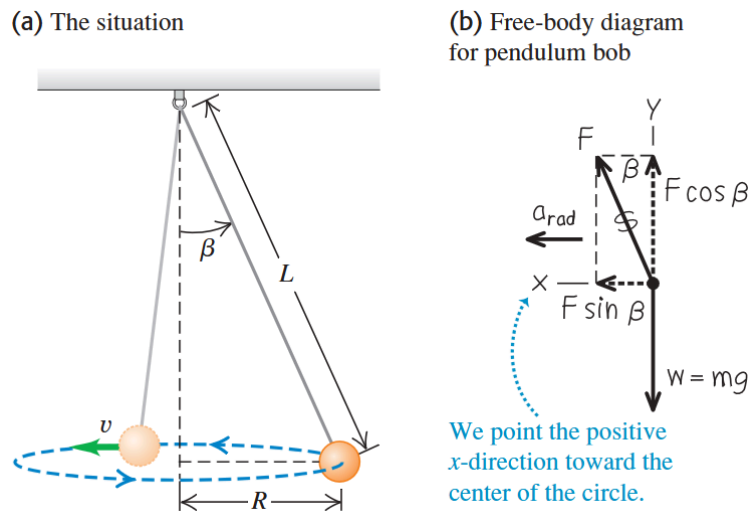 (a) The situation
β
L
v
R
(b) Free-body diagram
for pendulum bob
Y
F
β
F cos β
a rad
X
F sin β
W = mg
We point the positive
x-direction toward the
center of the circle.